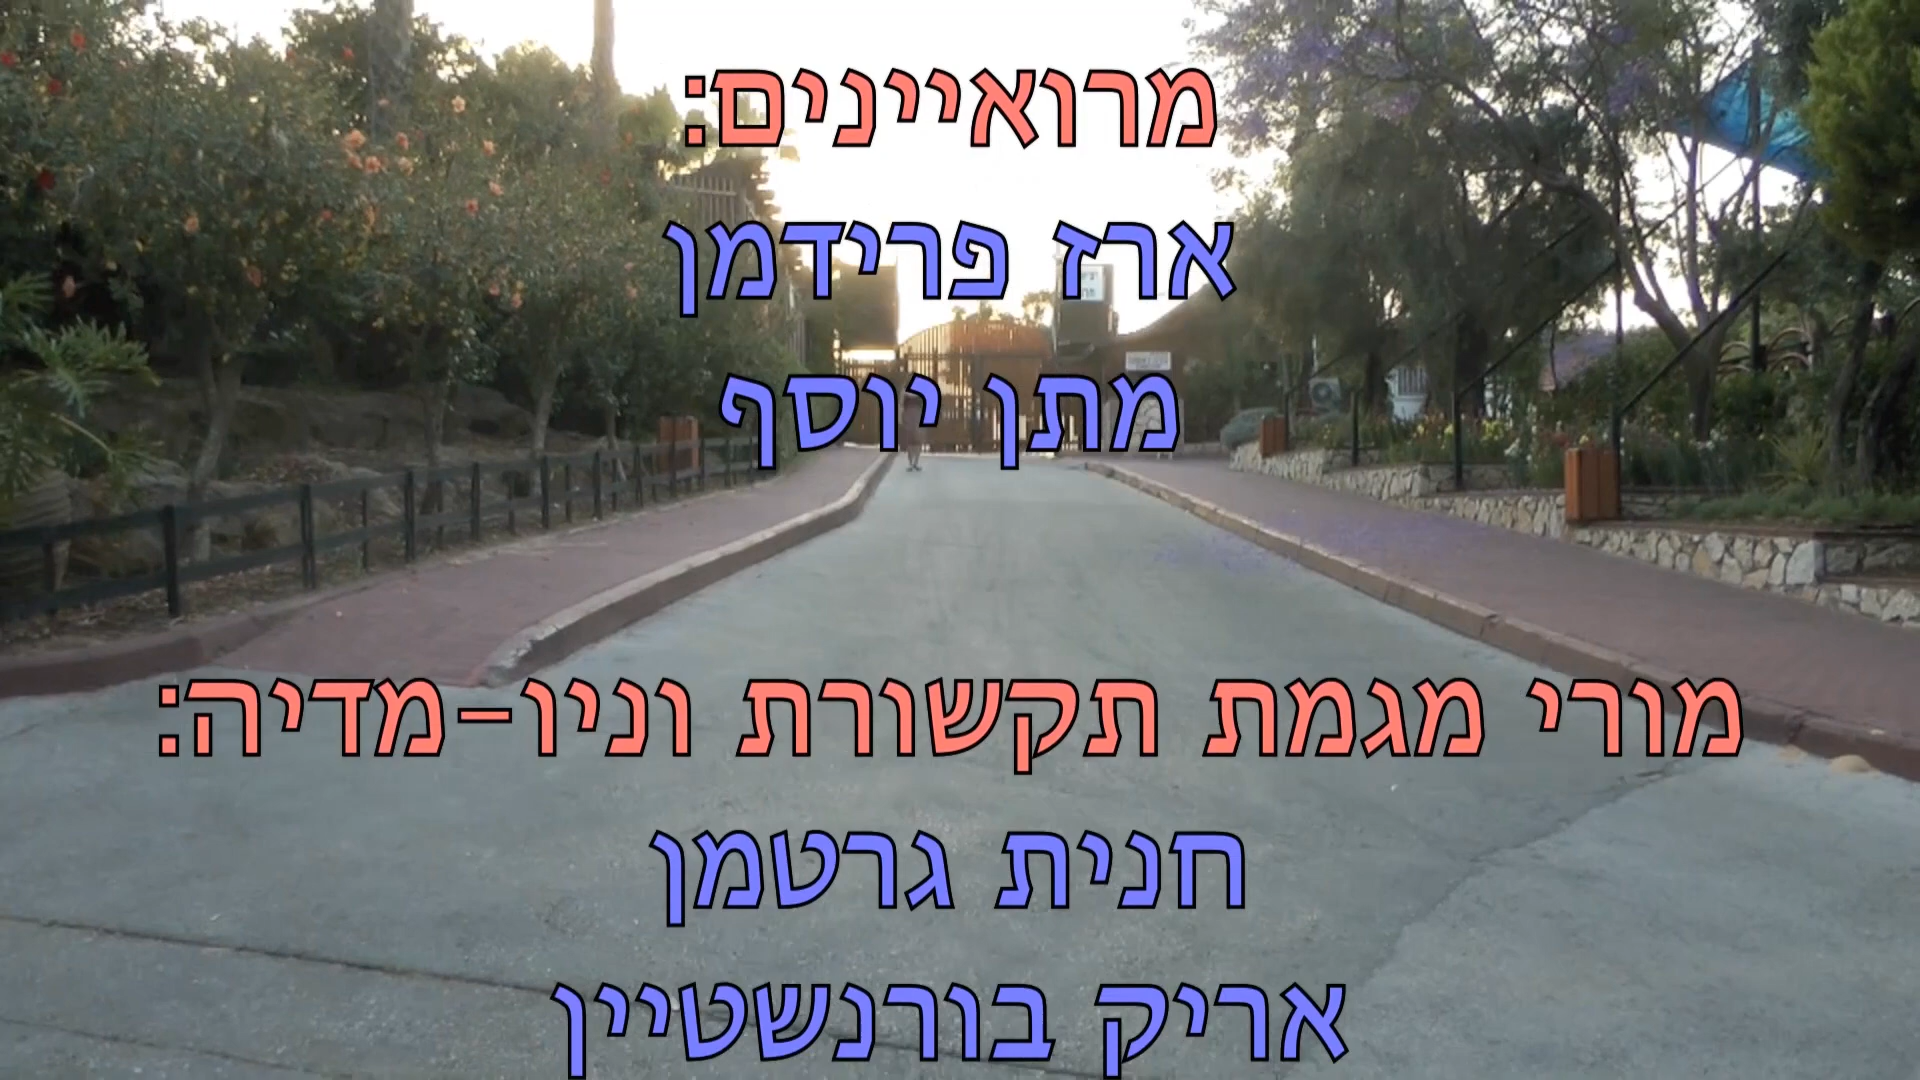 מרואיינים:
ארז פרידמן
מתן יוסף
מורי מגמת תקשורת וניו-מדיה:
חנית גרטמן
אריק בורנשטיין